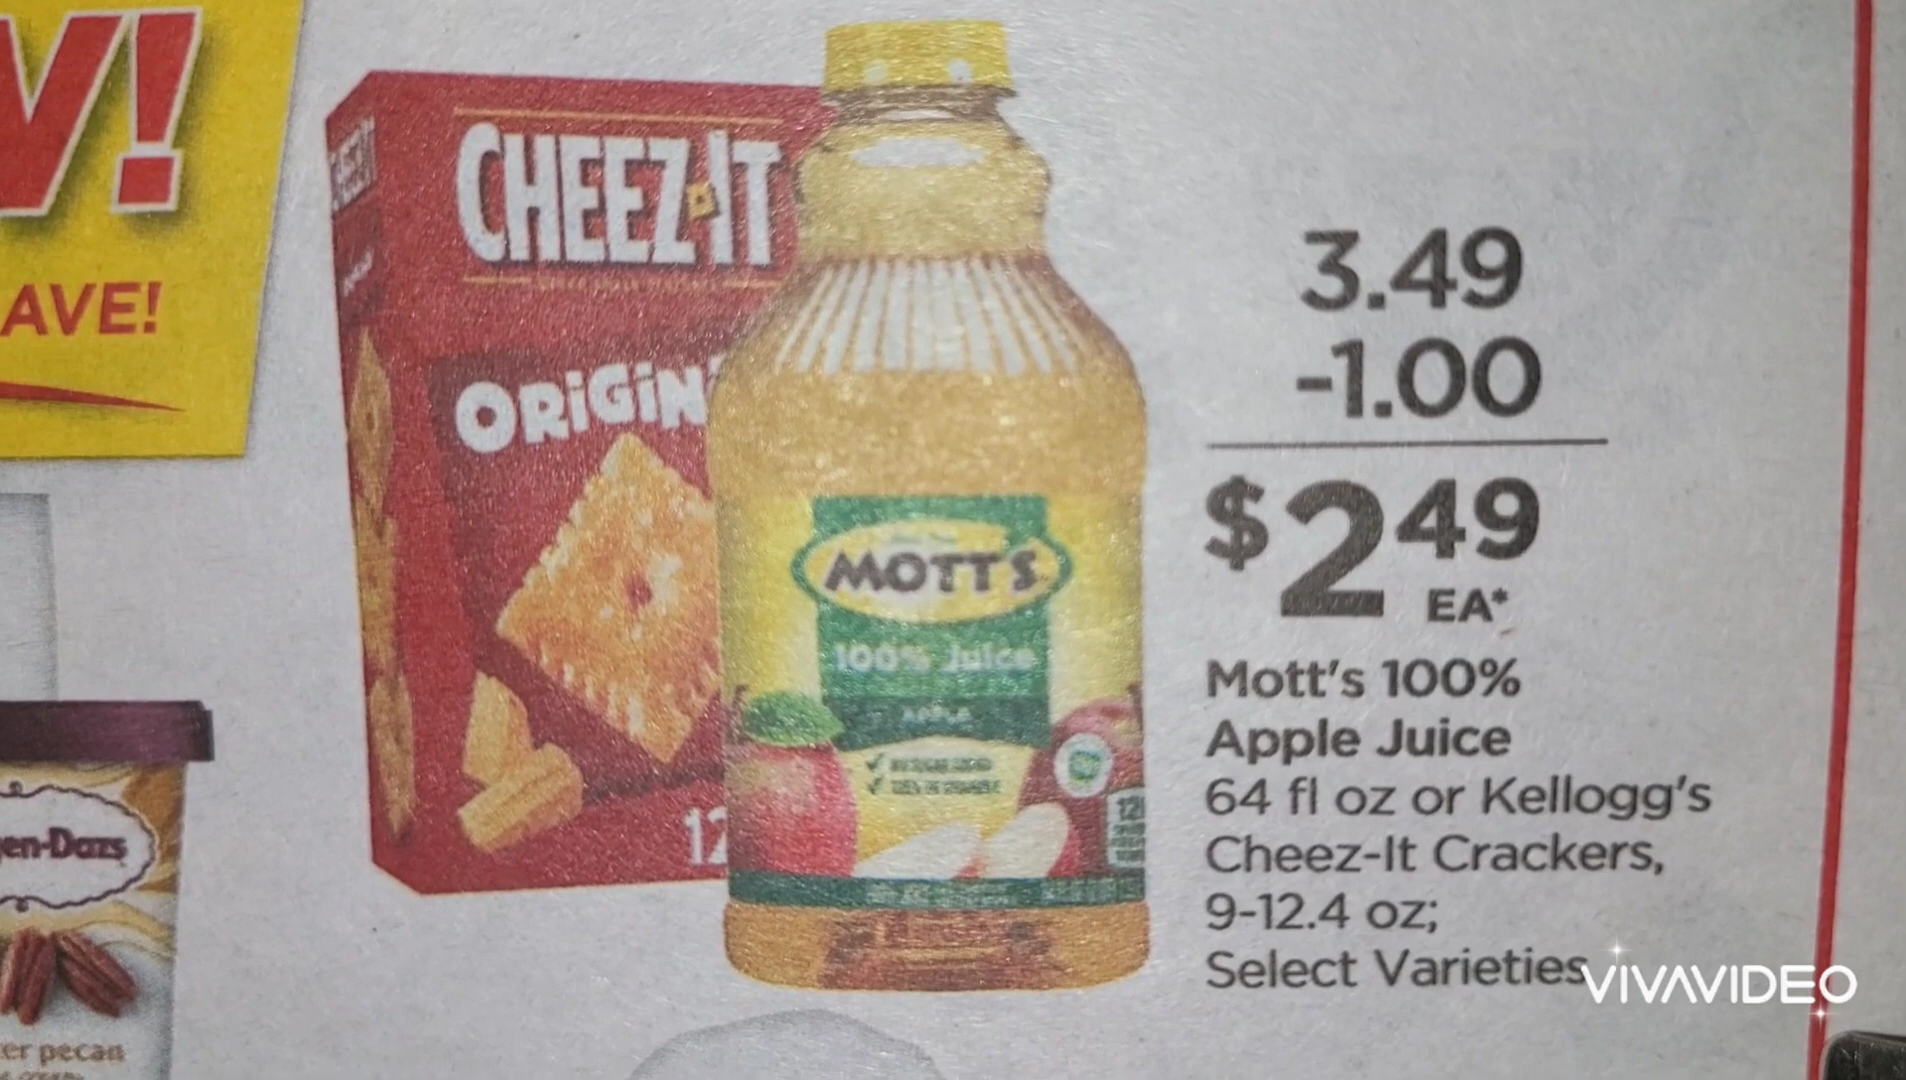 V!
AVE!
CHEEZ-IT
ORiGiN
12
MOTT'S
100% Juice
APPLE
3.49
-1.00
$2 49
EA*
Mott's 100%
Apple Juice
64 fl oz or Kellogg's
Cheez-It Crackers,
9-12.4 oz;
Select Varieties
en-Dazs
er pecan
VIVAVIDEO